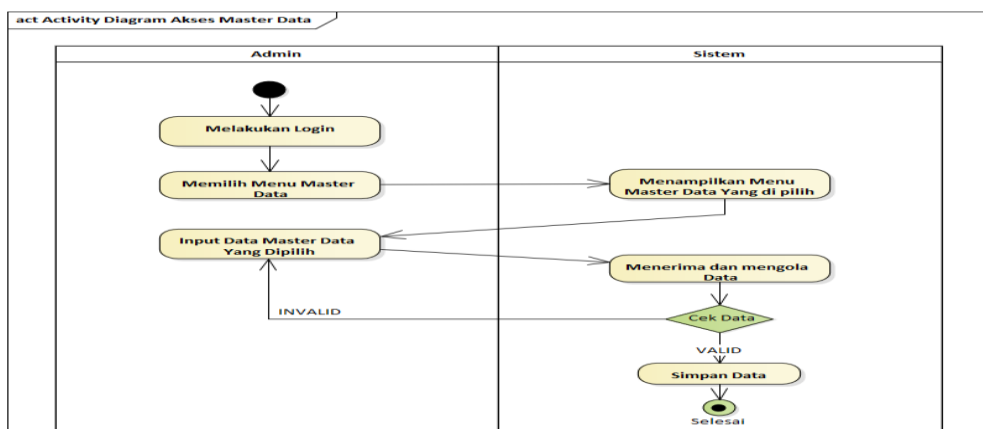 act Activity Diagram Akses Master Data
Admin
Sistem
Melakukan Login
Memilih Menu Master
Data
Menampilkan Menu
Master Data Yang di pilih
Input Data Master Data
Yang Dipilih
Menerima dan mengola
Data
Cek Data
INVALID
VALID
Simpan Data
Selesai